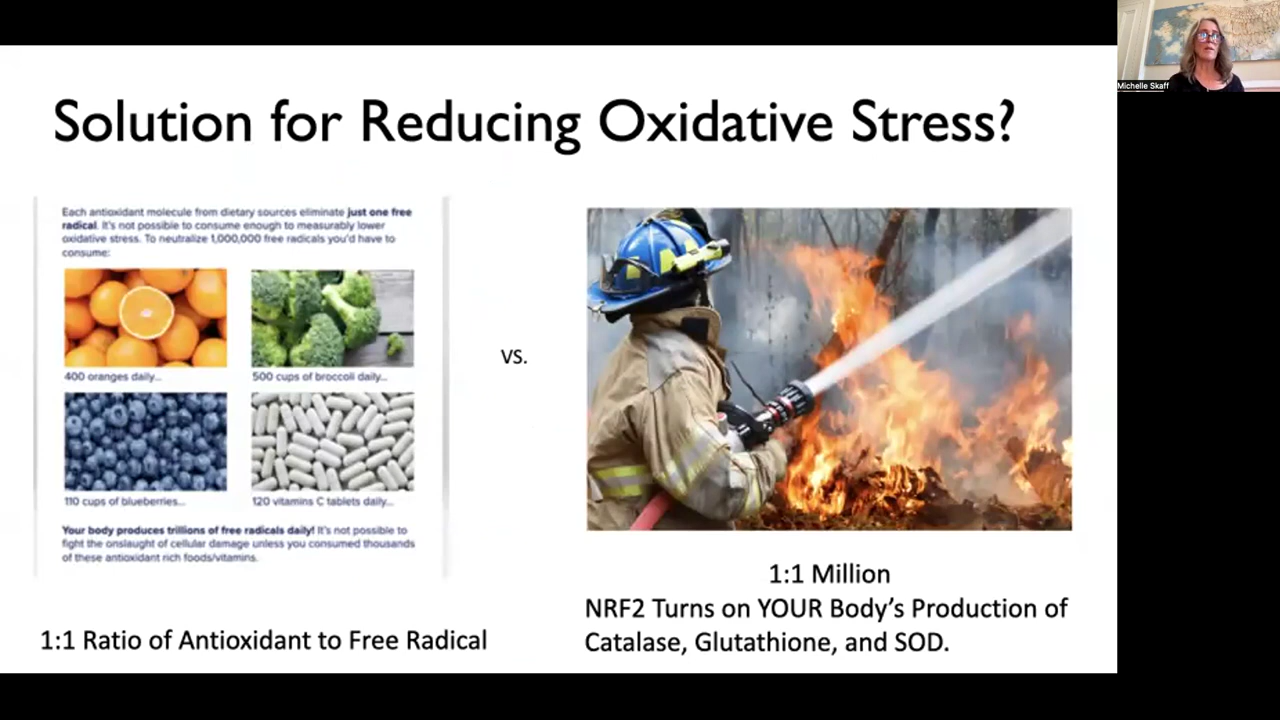 Michelle Skaff
Solution for Reducing Oxidative Stress?
Each antioxidant molecule from dietary sources eliminate just one free
radical. It's not possible to consume enough to measurably lower
oxidative stress. To neutralize 1,000,000 free radicals you'd have to
consume:
400 oranges daily...
500 cups of broccoli daily...
110 cups of blueberries...
120 vitamins C tablets daily...
Your body produces trillions of free radicals daily! It's not possible to
fight the onslaught of cellular damage unless you consumed thousands
of these antioxidant rich foods/vitamins.
1:1 Ratio of Antioxidant to Free Radical
vs.
1:1 Million
NRF2 Turns on YOUR Body's Production of
Catalase, Glutathione, and SOD.